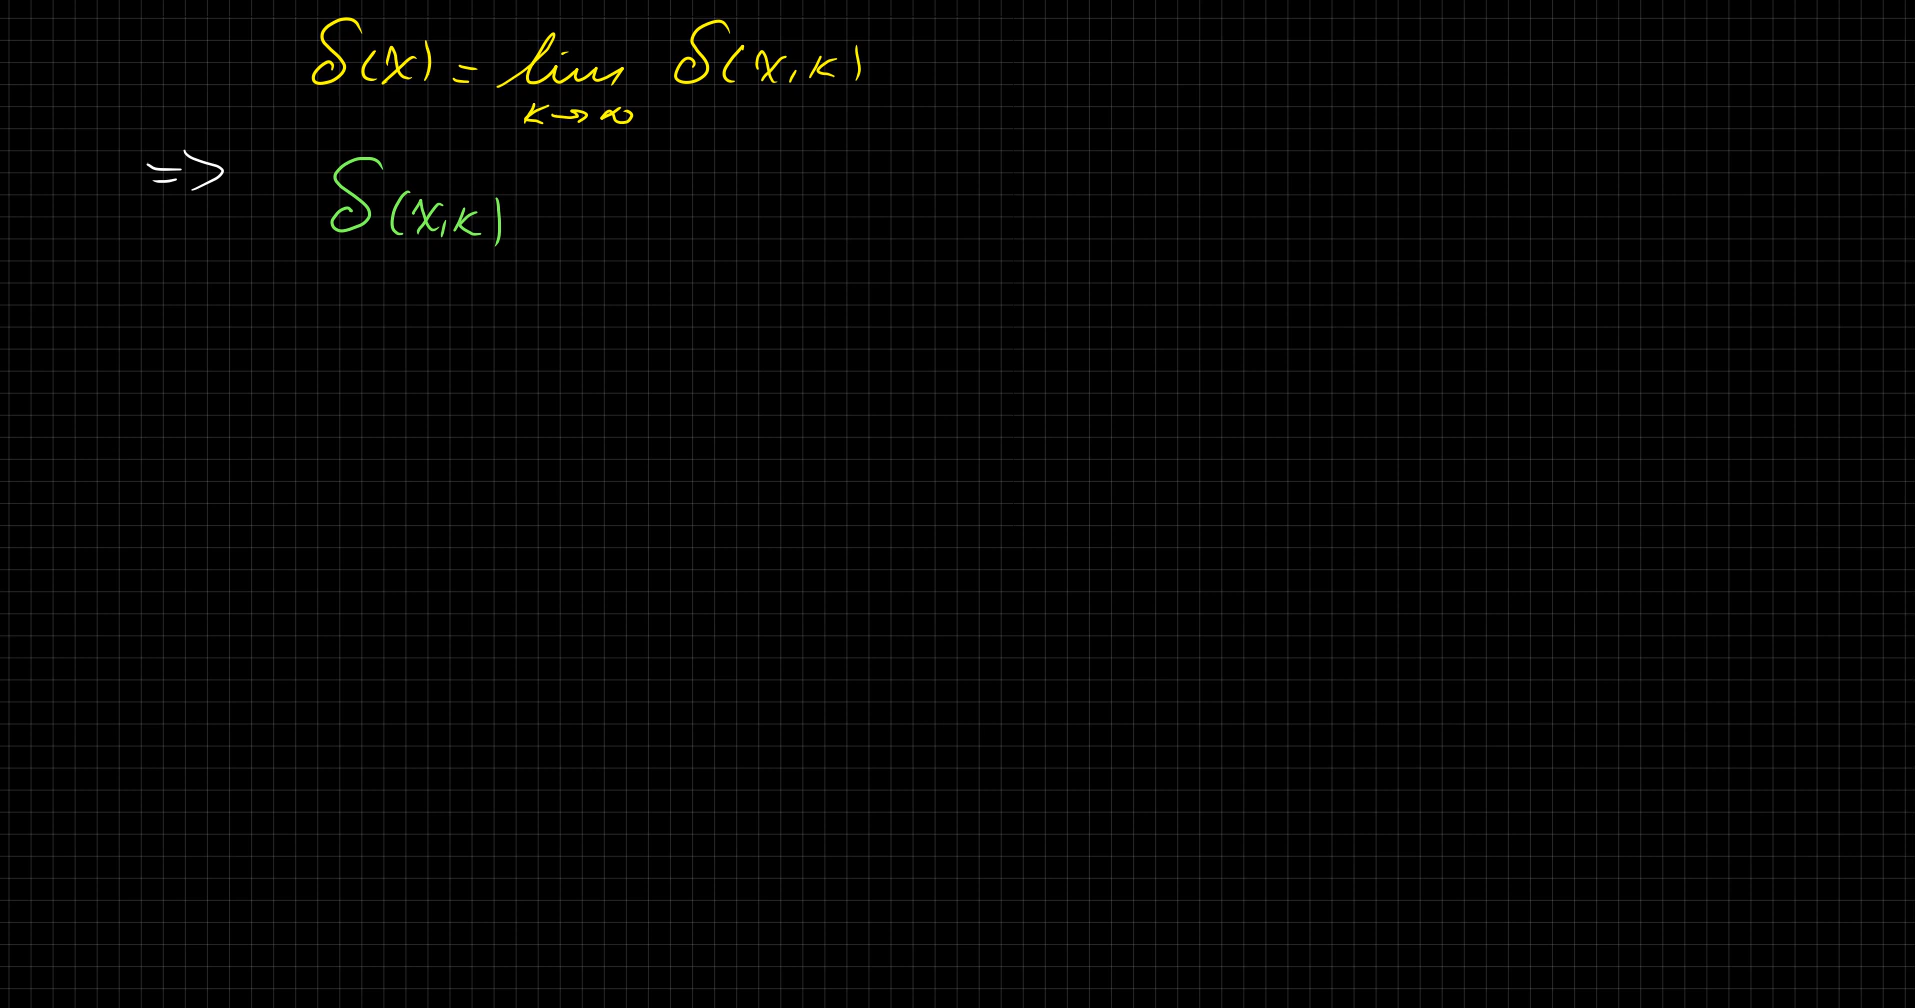 δ(x) = lim δ(x,k)
k→∞
=> δ(x,k)